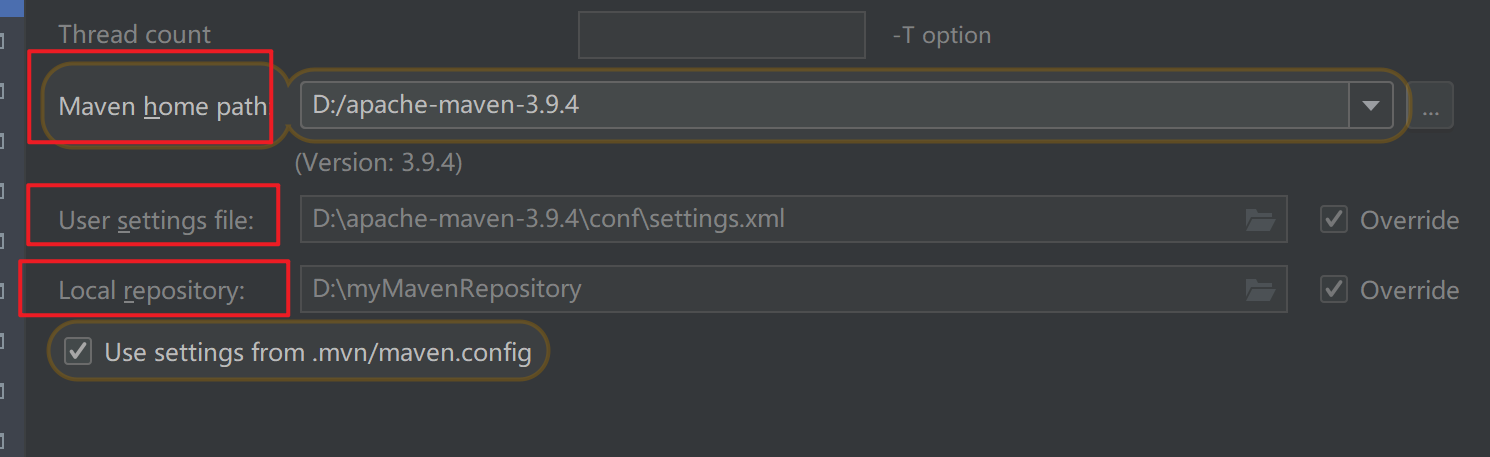 Thread count -T option
Maven home path: D:/apache-maven-3.9.4 ...
(Version: 3.9.4)
User settings file: D:\apache-maven-3.9.4\conf\settings.xml Override
Local repository: D:\myMavenRepository Override
Use settings from .mvn/maven.config